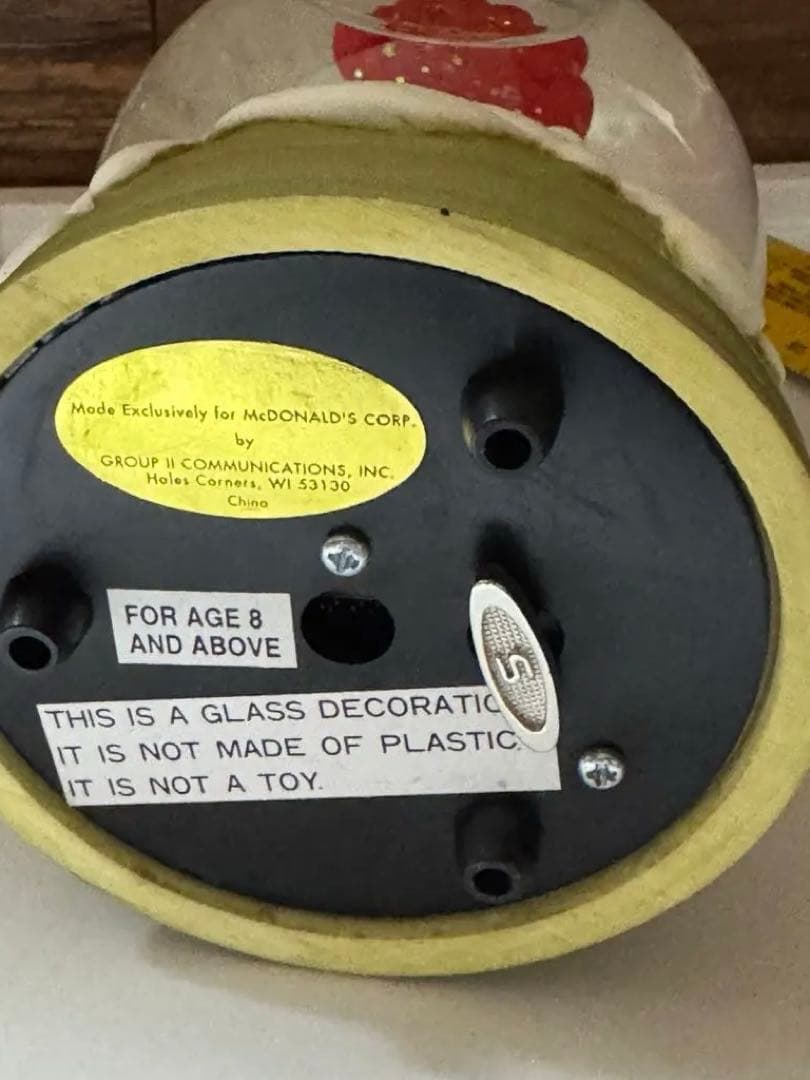 Made Exclusively for McDONALD'S CORP.
by
GROUP II COMMUNICATIONS, INC.
Hales Corners, WI 53130
China
FOR AGE 8
AND ABOVE
S
THIS IS A GLASS DECORATIO
IT IS NOT MADE OF PLASTIC.
IT IS NOT A TOY.